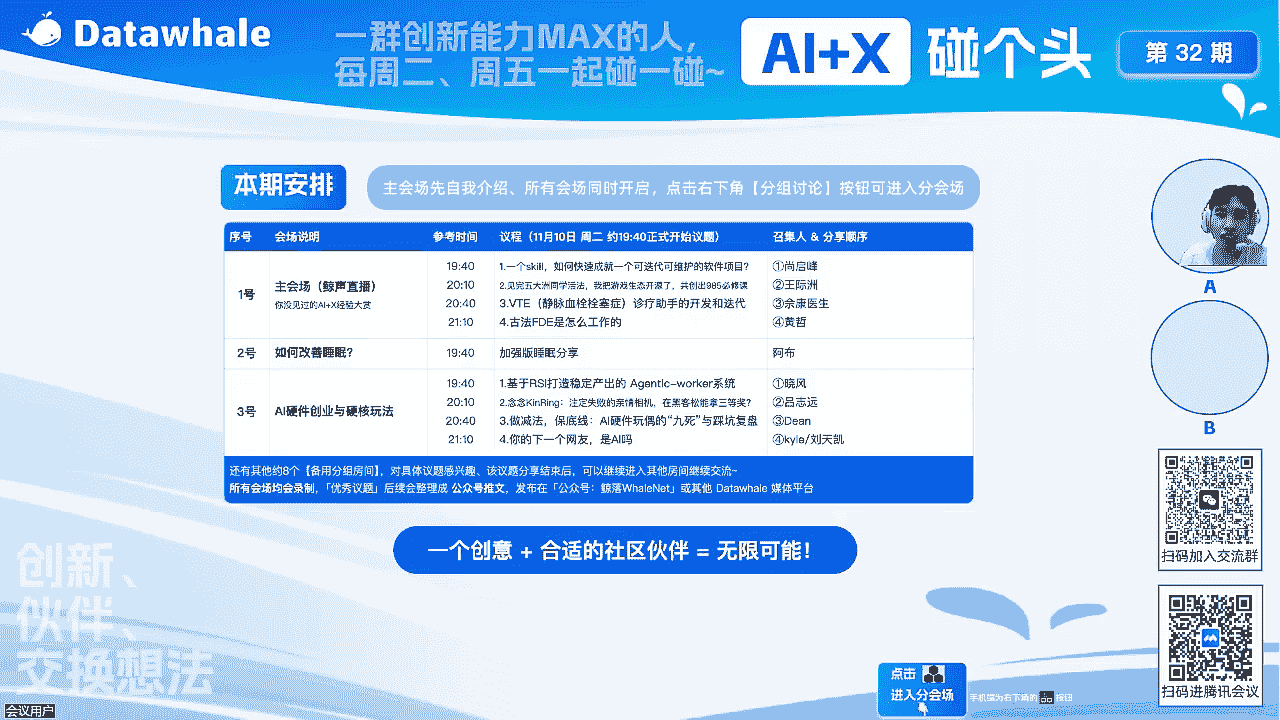 Datawhale
一群创新能力MAX的人，
每周二、周五一起碰一碰~
AI+X 碰个头
第 32 期
本期安排
主会场先自我介绍、所有会场同时开启，点击右下角【分组讨论】按钮可进入分会场
序号 会场说明 参考时间 议程（11月10日 周二 约19:40正式开始议题） 召集人 & 分享顺序
1号 主会场（鲸声直播）
你没见过的AI+X经验大赏
19:40 1.一个skill，如何快速成就一个可迭代可维护的软件项目? ①尚启峰
20:10 2.见完五大洲同学活法，我把游戏生态开源了，共创出985必修课 ②王际洲
20:40 3.VTE（静脉血栓栓塞症）诊疗助手的开发和迭代 ③余康医生
21:10 4.古法FDE是怎么工作的 ④黄哲
2号 如何改善睡眠? 19:40 加强版睡眠分享 阿布
3号 AI硬件创业与硬核玩法
19:40 1.基于RSI打造稳定产出的 Agentic-worker系统 ①晓风
20:10 2.念念KinRing：注定失败的亲情相机，在黑客松能拿三等奖? ②吕志远
20:40 3.做减法，保底线：AI硬件玩偶的“九死”与踩坑复盘 ③Dean
21:10 4.你的下一个网友，是AI吗 ④kyle/刘天凯
还有其他约8个【备用分组房间】，对具体议题感兴趣、该议题分享结束后，可以继续进入其他房间继续交流~
所有会场均会录制，「优秀议题」后续会整理成 公众号推文，发布在「公众号：鲸落WhaleNet」或其他 Datawhale 媒体平台
一个创意 + 合适的社区伙伴 = 无限可能！
A
B
扫码加入交流群
扫码进腾讯会议
创新、
伙伴、
交换想法
点击
进入分会场
手机端为右下角的 按钮
会议用户